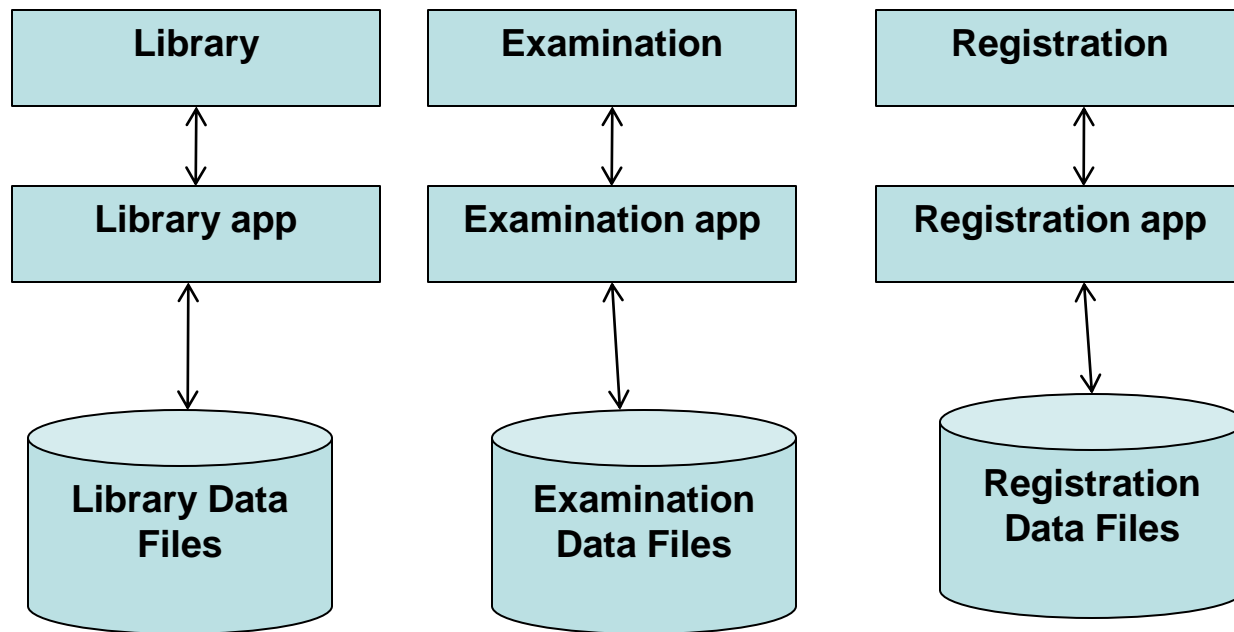 Library
Examination
Registration
Library app
Examination app
Registration app
Library Data
Files
Examination
Data Files
Registration
Data Files